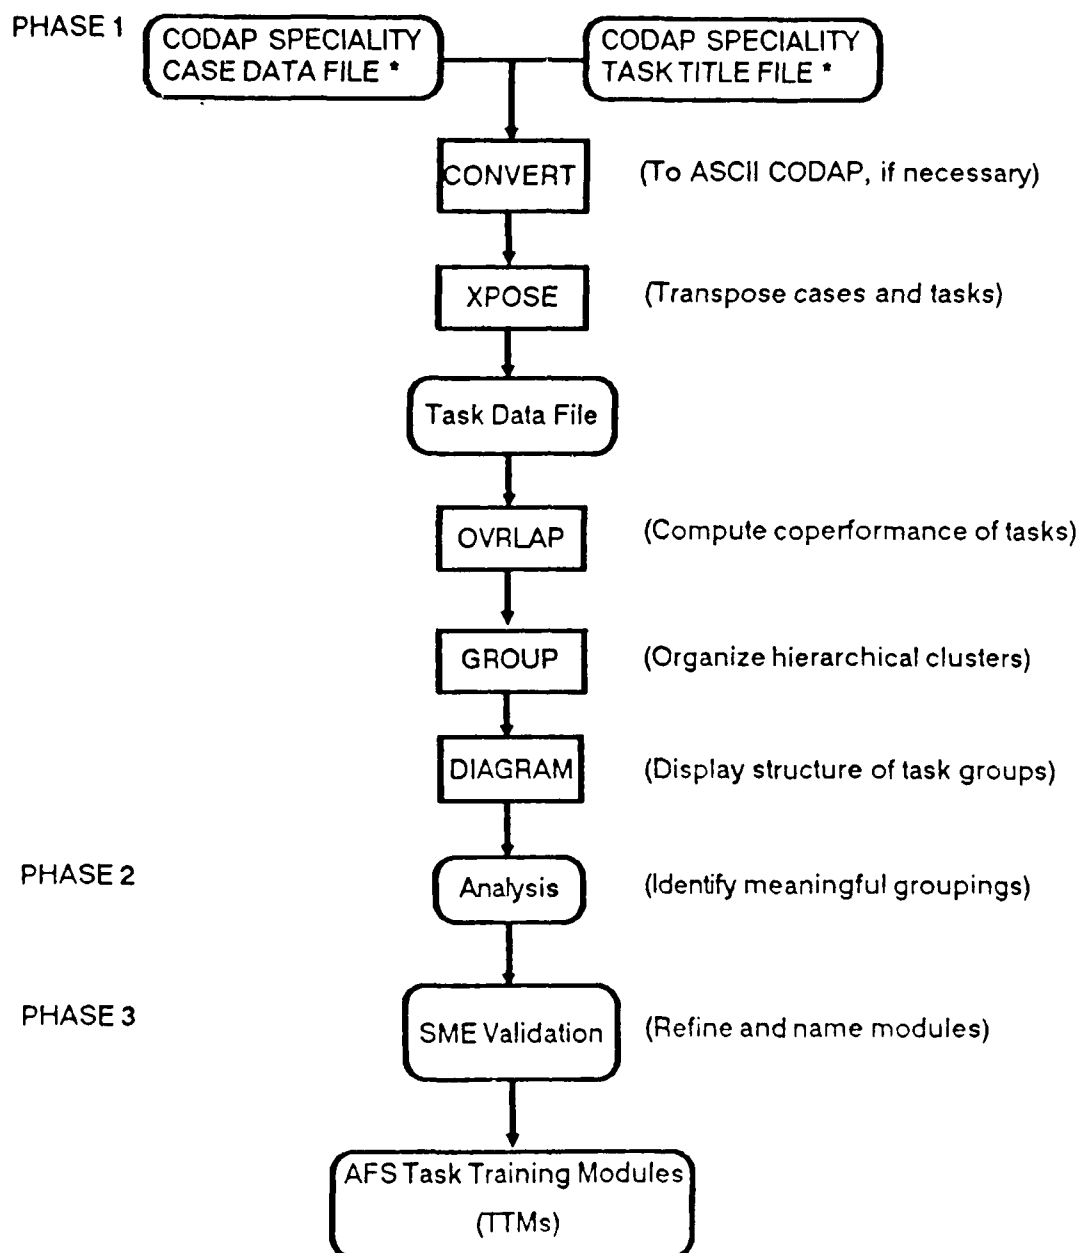 PHASE 1
CODAP SPECIALITY
CASE DATA FILE *
CODAP SPECIALITY
TASK TITLE FILE *
CONVERT
(To ASCII CODAP, if necessary)
XPOSE
(Transpose cases and tasks)
Task Data File
OVRLAP
(Compute coperformance of tasks)
GROUP
(Organize hierarchical clusters)
DIAGRAM
(Display structure of task groups)
PHASE 2
Analysis
(Identify meaningful groupings)
PHASE 3
SME Validation
(Refine and name modules)
AFS Task Training Modules
(TTMs)